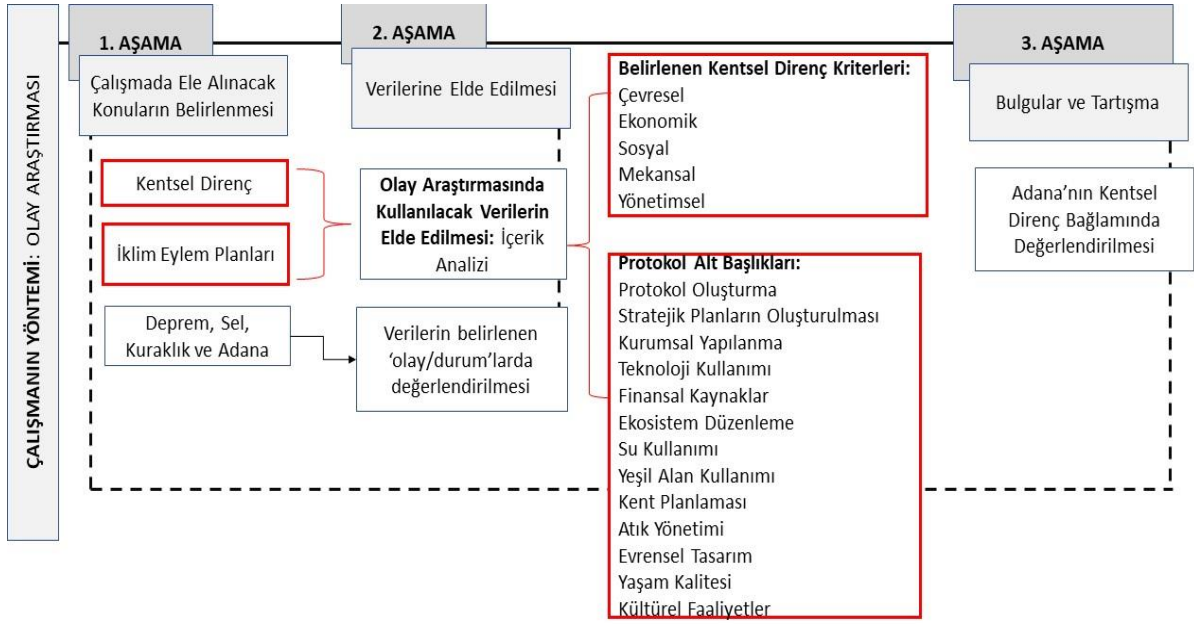 ÇALIŞMANIN YÖNTEMİ: OLAY ARAŞTIRMASI
1. AŞAMA
Çalışmada Ele Alınacak
Konuların Belirlenmesi
Kentsel Direnç
İklim Eylem Planları
Deprem, Sel,
Kuraklık ve Adana
2. AŞAMA
Verilerine Elde Edilmesi
Olay Araştırmasında
Kullanılacak Verilerin
Elde Edilmesi: İçerik
Analizi
Verilerin belirlenen
‘olay/durum’larda
değerlendirilmesi
Belirlenen Kentsel Direnç Kriterleri:
Çevresel
Ekonomik
Sosyal
Mekansal
Yönetimsel
Protokol Alt Başlıkları:
Protokol Oluşturma
Stratejik Planların Oluşturulması
Kurumsal Yapılanma
Teknoloji Kullanımı
Finansal Kaynaklar
Ekosistem Düzenleme
Su Kullanımı
Yeşil Alan Kullanımı
Kent Planlaması
Atık Yönetimi
Evrensel Tasarım
Yaşam Kalitesi
Kültürel Faaliyetler
3. AŞAMA
Bulgular ve Tartışma
Adana’nın Kentsel
Direnç Bağlamında
Değerlendirilmesi